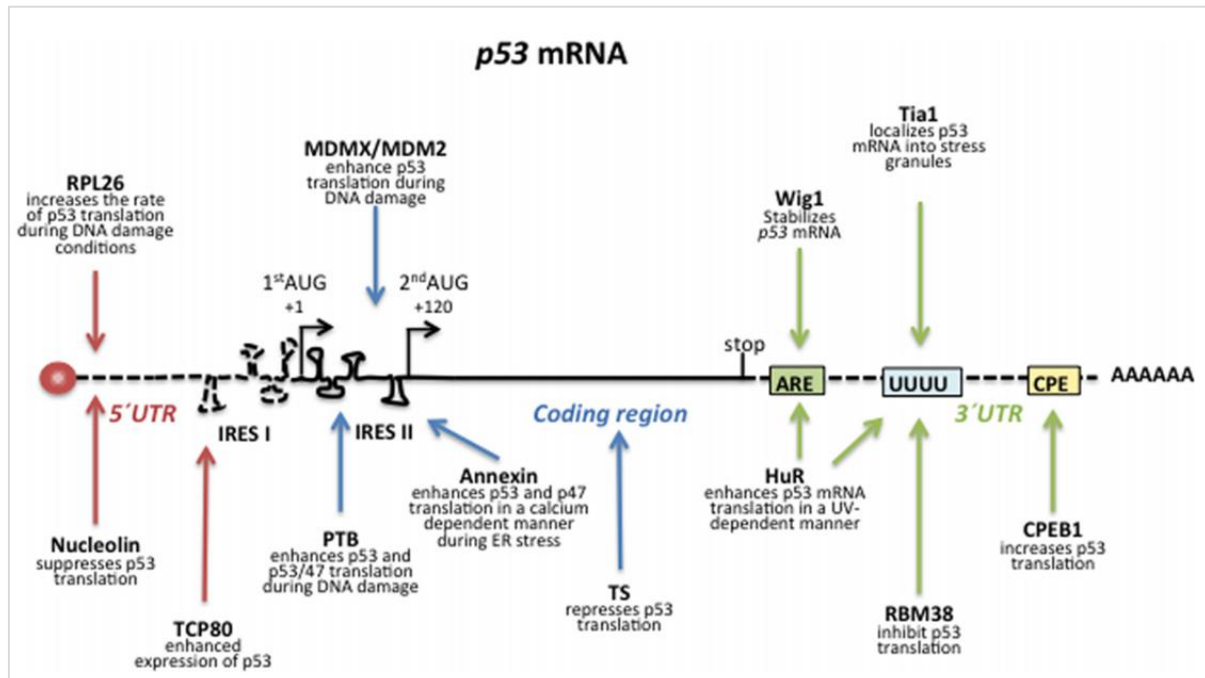 p53 mRNA
RPL26
increases the rate
of p53 translation
during DNA damage
conditions
MDMX/MDM2
enhance p53
translation during
DNA damage
Wig1
Stabilizes
p53 mRNA
Tia1
localizes p53
mRNA into stress
granules
1stAUG
+1
2ndAUG
+120
stop
ARE
UUUU
CPE
AAAAAA
5´UTR
IRES I
IRES II
Coding region
3´UTR
Nucleolin
suppresses p53
translation
TCP80
enhanced
expression of p53
PTB
enhances p53 and
p53/47 translation
during DNA damage
Annexin
enhances p53 and p47
translation in a calcium
dependent manner
during ER stress
TS
represses p53
translation
HuR
enhances p53 mRNA
translation in a UV-
dependent manner
RBM38
inhibit p53
translation
CPEB1
increases p53
translation